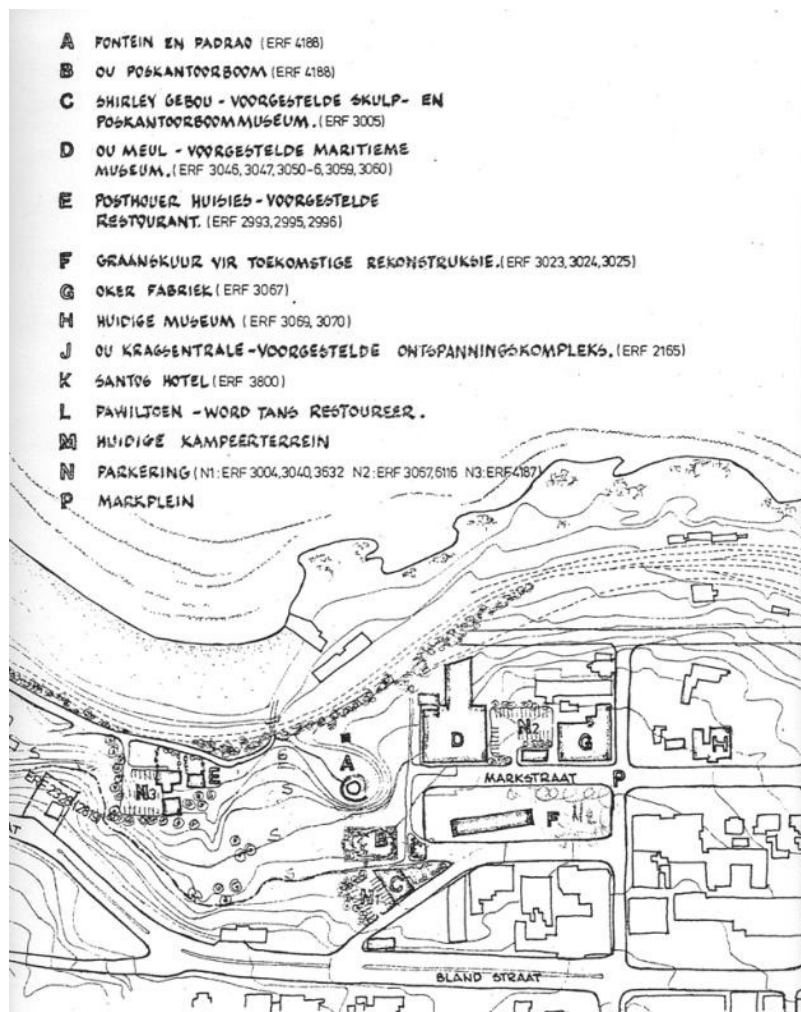 A FONTEIN EN PADRAO (ERF 4188)
B OU POSKANTOORBOOM (ERF 4188)
C SHIRLEY GEBOU - VOORGESTELDE SKULP- EN
POSKANTOORBOOMMUSEUM. (ERF 3005)
D OU MEUL - VOORGESTELDE MARITIEME
MUSEUM. (ERF 3046, 3047, 3050-6, 3059, 3060)
E POSTHOUER HUISIES - VOORGESTELDE
RESTOURANT. (ERF 2993, 2995, 2996)
F GRAANSKUUR VIR TOEKOMSTIGE REKONSTRUKSIE. (ERF 3023, 3024, 3025)
G OKER FABRIEK (ERF 3067)
H HUIDIGE MUSEUM (ERF 3069, 3070)
J OU KRAGSENTRALE - VOORGESTELDE ONTSPANNINGSKOMPLEKS. (ERF 2165)
K SANTOS HOTEL (ERF 3800)
L PAWILJOEN - WORD TANS RESTOUREER.
M HUIDIGE KAMPEERTERREIN
N PARKERING (N1: ERF 3004, 3040, 3632 N2: ERF 3067, 6116 N3: ERF 4187)
P MARKPLEIN
D
N2
G
H
E
A
N3
S
MARKSTRAAT
P
S
F
S
B
S
C
BLAND STRAAT